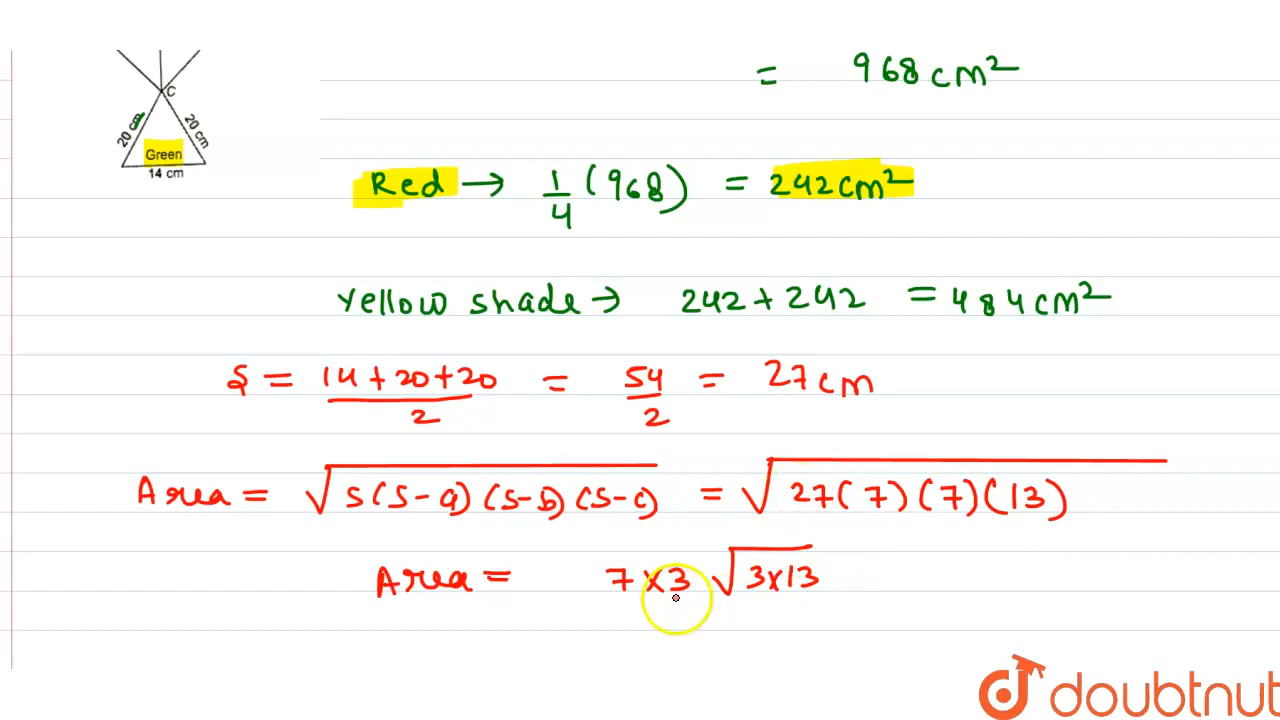 = 968 cm²
C
20 cm
20 cm
Green
14 cm
Red → 1/4 (968) = 242 cm²
Yellow shade → 242 + 242 = 484 cm²
S = 14 + 20 + 20 / 2 = 54 / 2 = 27 cm
Area = √s(s-a)(s-b)(s-c) = √27(7)(7)(13)
Area = 7 × 3 √3×13
doubtnut